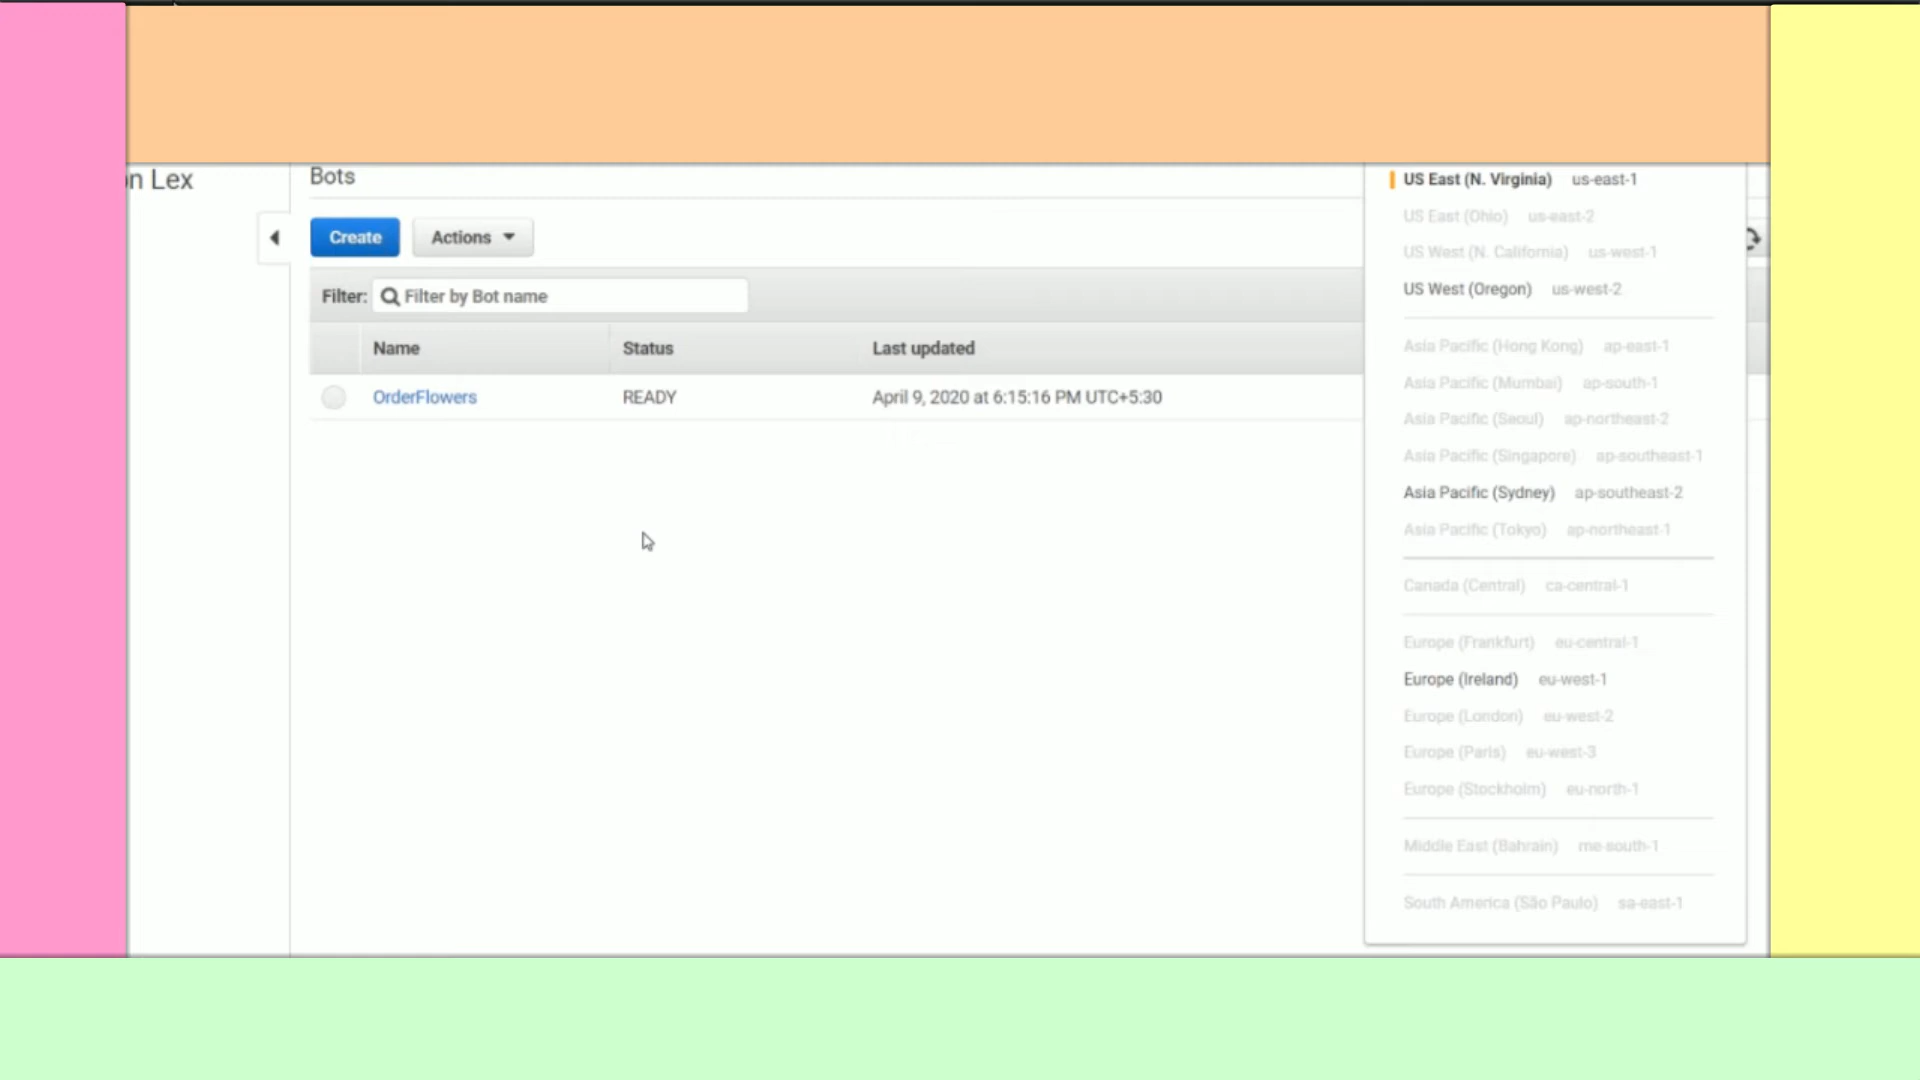 n Lex
Bots
Create
Actions
Filter: Filter by Bot name
Name Status Last updated
OrderFlowers READY April 9, 2020 at 6:15:16 PM UTC+5:30
US East (N. Virginia) us-east-1
US East (Ohio) us-east-2
US West (N. California) us-west-1
US West (Oregon) us-west-2
Asia Pacific (Hong Kong) ap-east-1
Asia Pacific (Mumbai) ap-south-1
Asia Pacific (Seoul) ap-northeast-2
Asia Pacific (Singapore) ap-southeast-1
Asia Pacific (Sydney) ap-southeast-2
Asia Pacific (Tokyo) ap-northeast-1
Canada (Central) ca-central-1
Europe (Frankfurt) eu-central-1
Europe (Ireland) eu-west-1
Europe (London) eu-west-2
Europe (Paris) eu-west-3
Europe (Stockholm) eu-north-1
Middle East (Bahrain) me-south-1
South America (São Paulo) sa-east-1